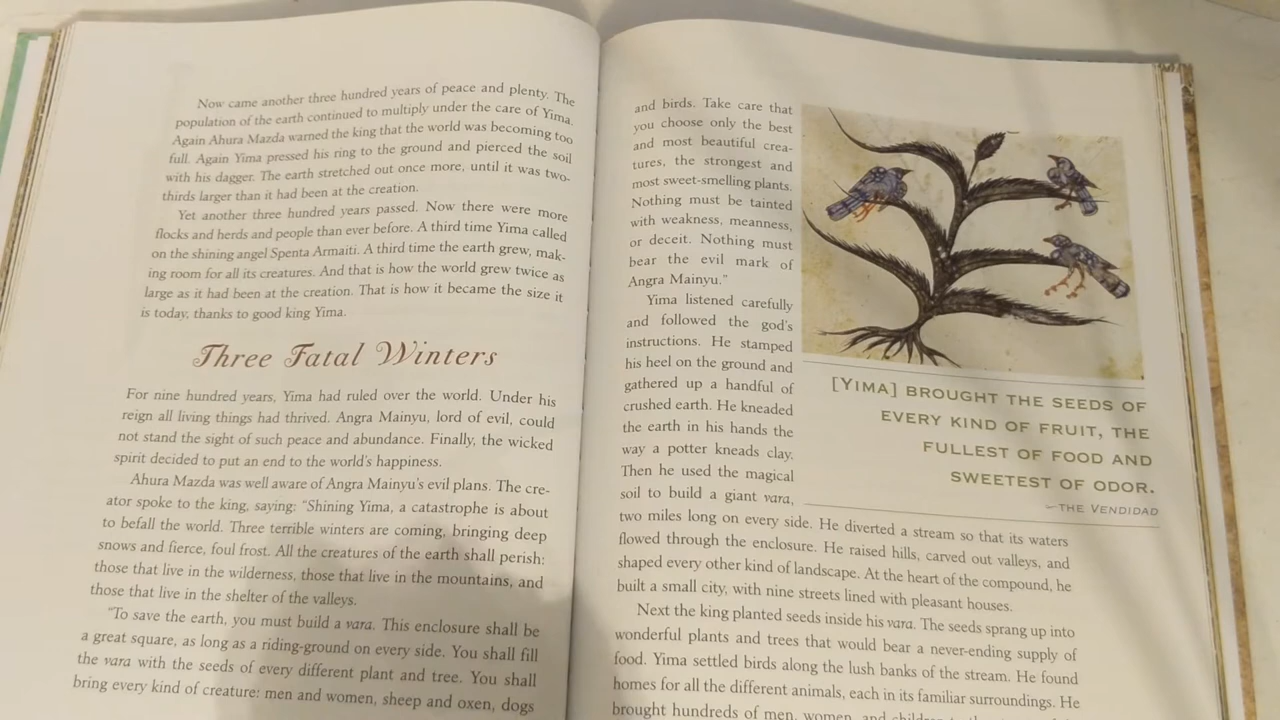 Now came another three hundred years of peace and plenty. The
population of the earth continued to multiply under the care of Yima.
Again Ahura Mazda warned the king that the world was becoming too
full. Again Yima pressed his ring to the ground and pierced the soil
with his dagger. The earth stretched out once more, until it was two-
thirds larger than it had been at the creation.
Yet another three hundred years passed. Now there were more
flocks and herds and people than ever before. A third time Yima called
on the shining angel Spenta Armaiti. A third time the earth grew, mak-
ing room for all its creatures. And that is how the world grew twice as
large as it had been at the creation. That is how it became the size it
is today, thanks to good king Yima.
Three Fatal Winters
For nine hundred years, Yima had ruled over the world. Under his
reign all living things had thrived. Angra Mainyu, lord of evil, could
not stand the sight of such peace and abundance. Finally, the wicked
spirit decided to put an end to the world's happiness.
Ahura Mazda was well aware of Angra Mainyu's evil plans. The cre-
ator spoke to the king, saying: "Shining Yima, a catastrophe is about
to befall the world. Three terrible winters are coming, bringing deep
snows and fierce, foul frost. All the creatures of the earth shall perish:
those that live in the wilderness, those that live in the mountains, and
those that live in the shelter of the valleys.
"To save the earth, you must build a vara. This enclosure shall be
a great square, as long as a riding-ground on every side. You shall fill
the vara with the seeds of every different plant and tree. You shall
bring every kind of creature: men and women, sheep and oxen, dogs
and birds. Take care that
you choose only the best
and most beautiful crea-
tures, the strongest and
most sweet-smelling plants.
Nothing must be tainted
with weakness, meanness,
or deceit. Nothing must
bear the evil mark of
Angra Mainyu."
Yima listened carefully
and followed the god's
instructions. He stamped
his heel on the ground and
gathered up a handful of
crushed earth. He kneaded
the earth in his hands the
way a potter kneads clay.
Then he used the magical
soil to build a giant vara,
two miles long on every side. He diverted a stream so that its waters
flowed through the enclosure. He raised hills, carved out valleys, and
shaped every other kind of landscape. At the heart of the compound, he
built a small city, with nine streets lined with pleasant houses.
Next the king planted seeds inside his vara. The seeds sprang up into
wonderful plants and trees that would bear a never-ending supply of
food. Yima settled birds along the lush banks of the stream. He found
homes for all the different animals, each in its familiar surroundings. He
brought hundreds of men, women, and
[YIMA] BROUGHT THE SEEDS OF
EVERY KIND OF FRUIT, THE
FULLEST OF FOOD AND
SWEETEST OF ODOR.
—THE VENDIDAD